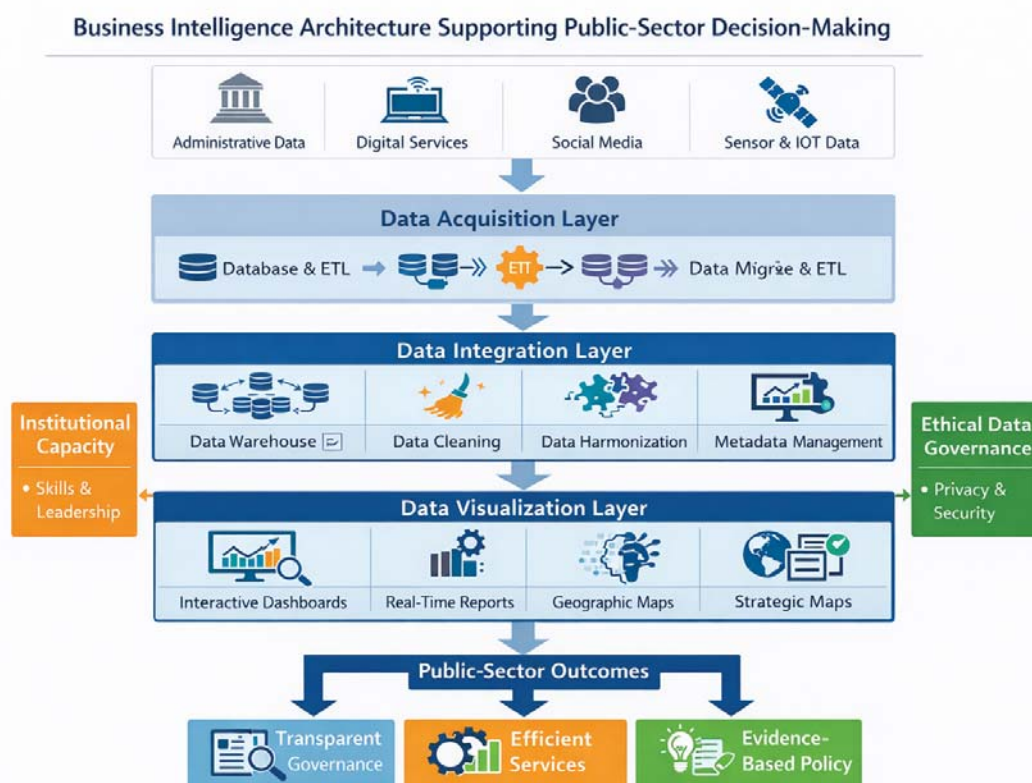 Business Intelligence Architecture Supporting Public-Sector Decision-Making
Administrative Data
Digital Services
Social Media
Sensor & IOT Data
Data Acquisition Layer
Database & ETL
ETT
Data & ETL
Data Integration Layer
Data Warehouse
Data Cleaning
Data Harmonization
Metadata Management
Institutional
Capacity
• Skills &
Leadership
Ethical Data
Governance
• Privacy &
Security
Data Visualization Layer
Interactive Dashboards
Real-Time Reports
Geographic Maps
Strategic Maps
Public-Sector Outcomes
Transparent
Governance
Efficient
Services
Evidence-
Based Policy